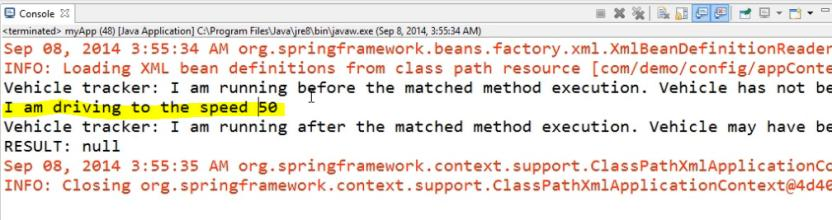 Console
<terminated> myApp (48) [Java Application] C:\Program Files\Java\jre8\bin\javaw.exe (Sep 8, 2014, 3:55:34 AM)
Sep 08, 2014 3:55:34 AM org.springframework.beans.factory.xml.XmlBeanDefinitionReader
INFO: Loading XML bean definitions from class path resource [com/demo/config/appConte
Vehicle tracker: I am running before the matched method execution. Vehicle has not be
I am driving to the speed 50
Vehicle tracker: I am running after the matched method execution. Vehicle may have be
RESULT: null
Sep 08, 2014 3:55:35 AM org.springframework.context.support.ClassPathXmlApplicationCo
INFO: Closing org.springframework.context.support.ClassPathXmlApplicationContext@4d40